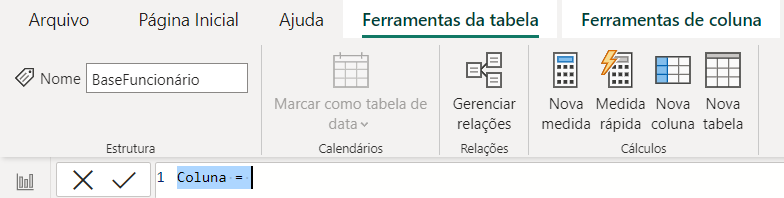 Arquivo Página Inicial Ajuda Ferramentas da tabela Ferramentas de coluna
Nome BaseFuncionário
Marcar como tabela de
data
Gerenciar
relações
Nova
medida
Medida
rápida
Nova
coluna
Nova
tabela
Estrutura Calendários Relações Cálculos
1 Coluna =